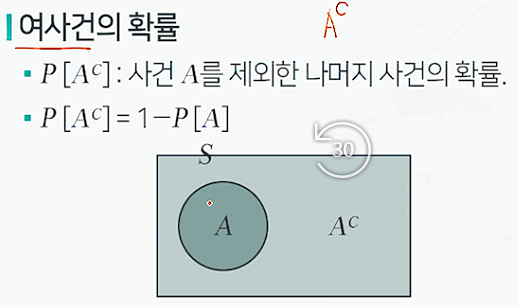 여사건의 확률
A^C
▪ P[A^C] : 사건 A를 제외한 나머지 사건의 확률.
▪ P[A^C] = 1−P[A]
30
S
A
A^C